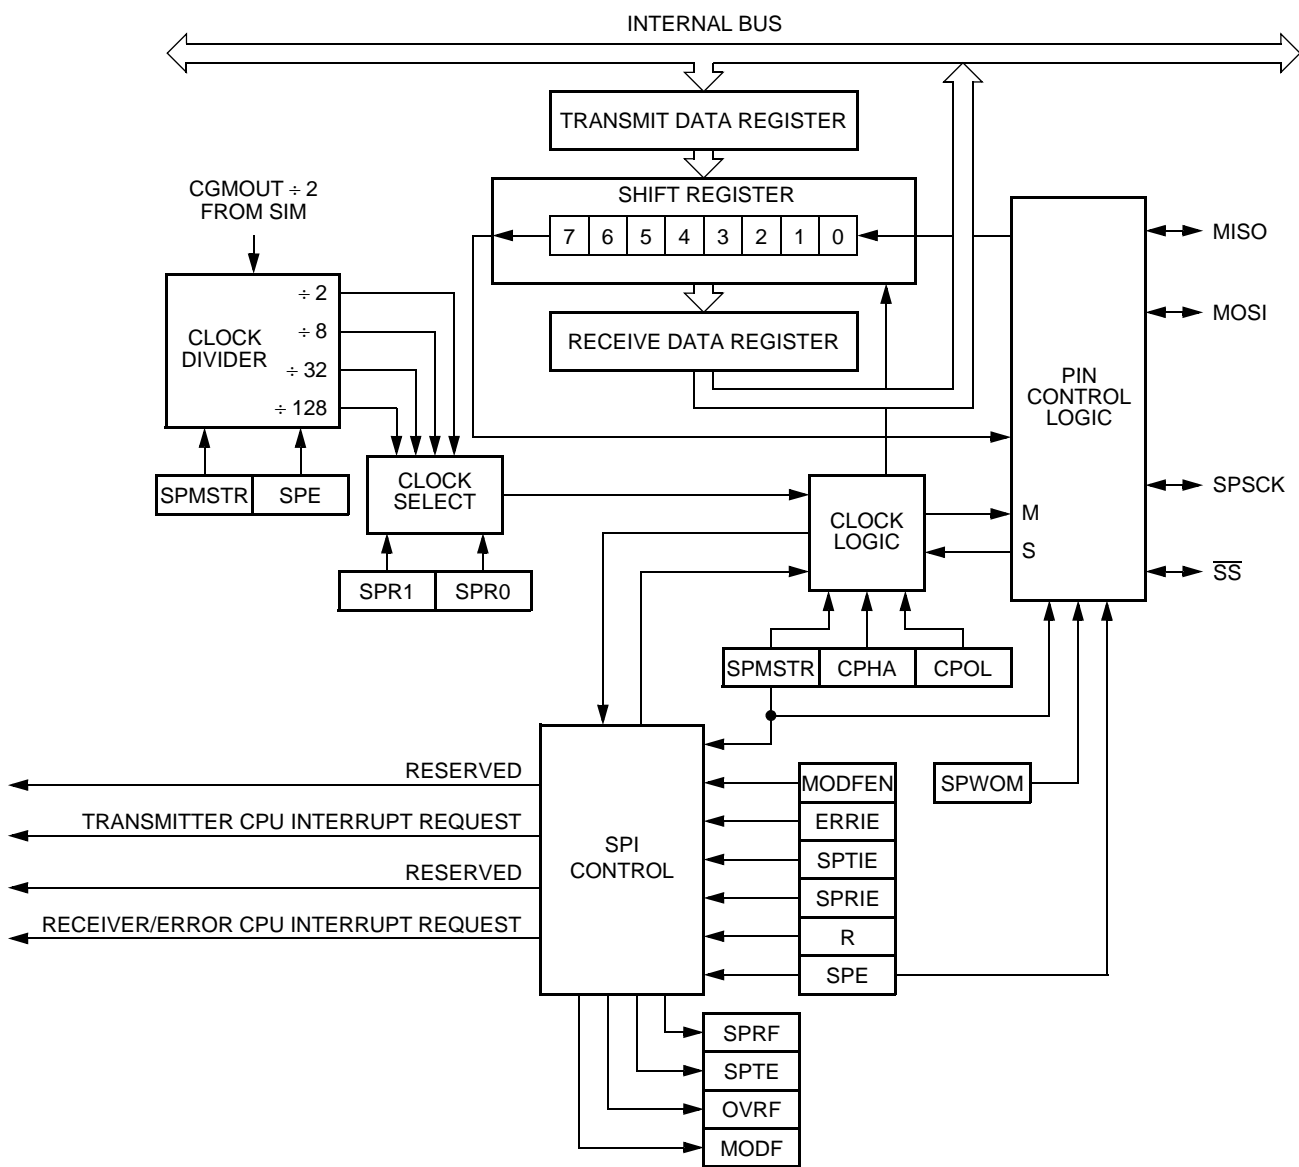 INTERNAL BUS
TRANSMIT DATA REGISTER
CGMOUT ÷ 2
FROM SIM
SHIFT REGISTER
7 6 5 4 3 2 1 0
MISO
÷ 2
÷ 8
÷ 32
÷ 128
CLOCK
DIVIDER
RECEIVE DATA REGISTER
MOSI
PIN
CONTROL
LOGIC
SPMSTR SPE
CLOCK
SELECT
SPSCK
CLOCK
LOGIC
M
S
SS
SPR1 SPR0
SPMSTR CPHA CPOL
RESERVED
TRANSMITTER CPU INTERRUPT REQUEST
RESERVED
RECEIVER/ERROR CPU INTERRUPT REQUEST
SPI
CONTROL
MODFEN
ERRIE
SPTIE
SPRIE
R
SPE
SPWOM
SPRF
SPTE
OVRF
MODF